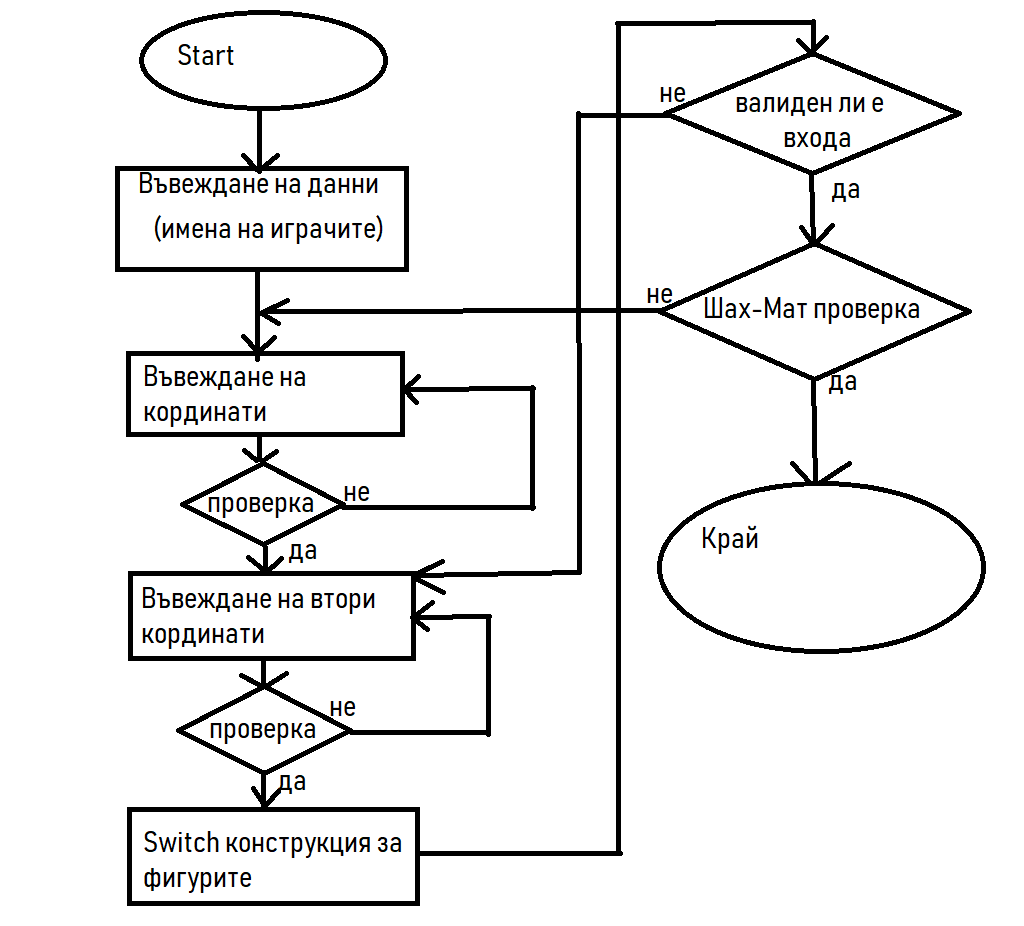 Start
Въвеждане на данни
(имена на играчите)
Въвеждане на
кординати
проверка
не
да
Въвеждане на втори
кординати
проверка
не
да
Switch конструкция за
фигурите
валиден ли е
входа
не
да
Шах-Мат проверка
не
да
Край